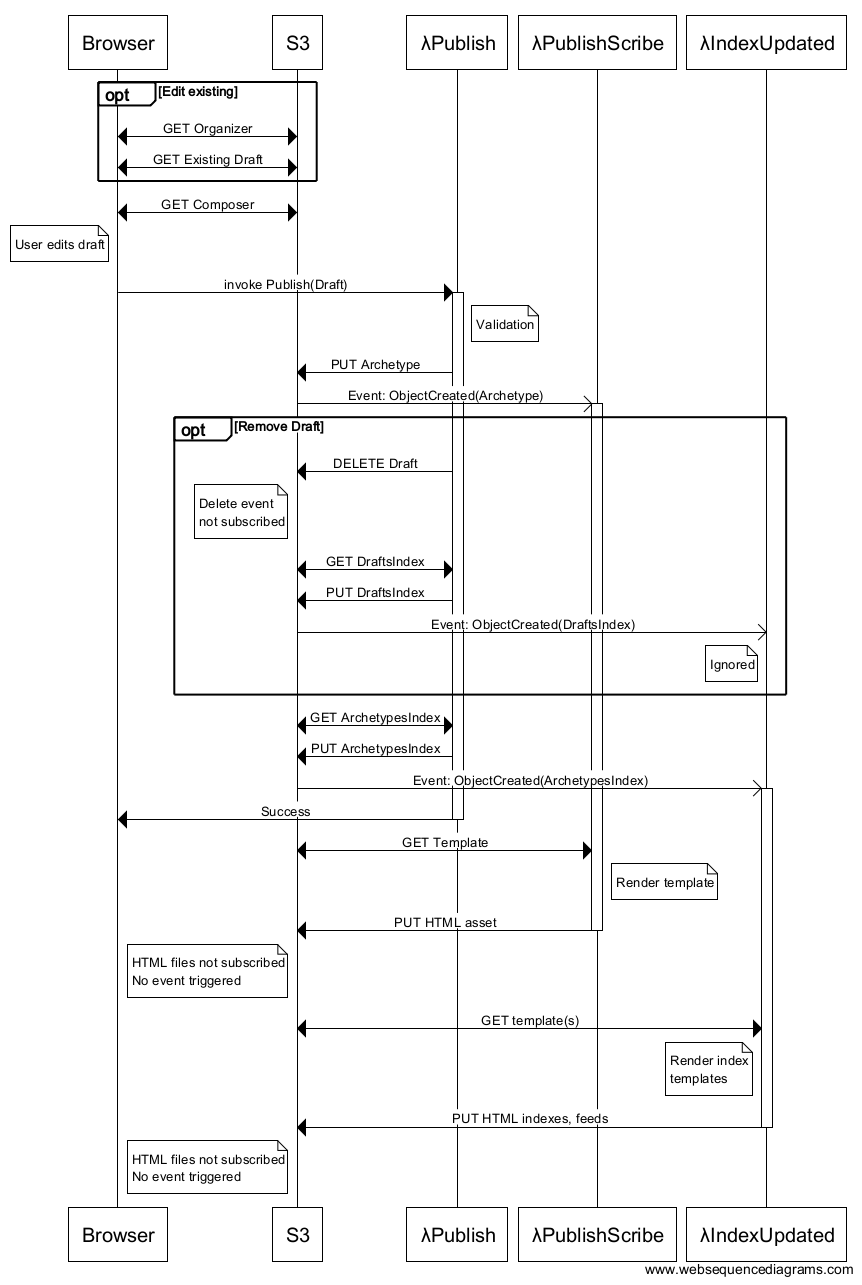 Browser
S3
λPublish
λPublishScribe
λIndexUpdated
opt
[Edit existing]
GET Organizer
GET Existing Draft
GET Composer
User edits draft
invoke Publish(Draft)
Validation
PUT Archetype
Event: ObjectCreated(Archetype)
opt
[Remove Draft]
DELETE Draft
Delete event
not subscribed
GET DraftsIndex
PUT DraftsIndex
Event: ObjectCreated(DraftsIndex)
Ignored
GET ArchetypesIndex
PUT ArchetypesIndex
Event: ObjectCreated(ArchetypesIndex)
Success
GET Template
Render template
PUT HTML asset
HTML files not subscribed
No event triggered
GET template(s)
Render index
templates
PUT HTML indexes, feeds
HTML files not subscribed
No event triggered
Browser
S3
λPublish
λPublishScribe
λIndexUpdated
www.websequencediagrams.com